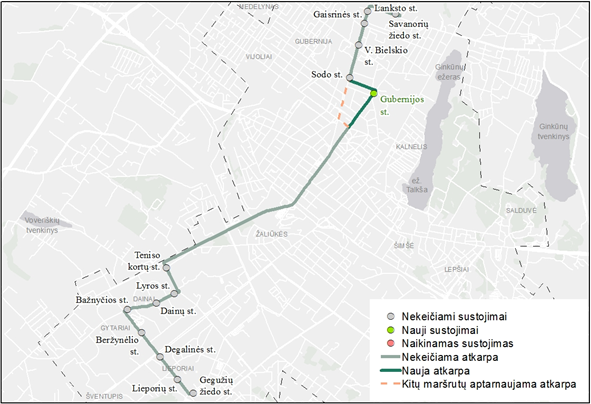 MEDELYNAS
Lanksto st.
Gaisrinės st.
Savanorių
žiedo st.
GUBERNIJA
V. Bielskio
st.
VIJOLIAI
Sodo st.
Ginkūnų
ežeras
Gubernijos
st.
Ginkūnų
tvenkinys
KALNELIS
ež.
Talkša
SALDUVĖ
Voveriškių
tvenkinys
ŽALIŪKĖS
ŠIMŠĖ
Teniso
kortų st.
LEPŠIAI
Lyros st.
Bažnyčios st.
DAINAI
Dainų st.
GYTARIAI
Beržynėlio
st.
Degalinės st.
LIEPORIAI
Lieporių st.
Gegužių
žiedo st.
ŠVENTUPIS
Nekeičiami sustojimai
Nauji sustojimai
Naikinamas sustojimas
Nekeičiama atkarpa
Nauja atkarpa
Kitų maršrutų aptarnaujama atkarpa